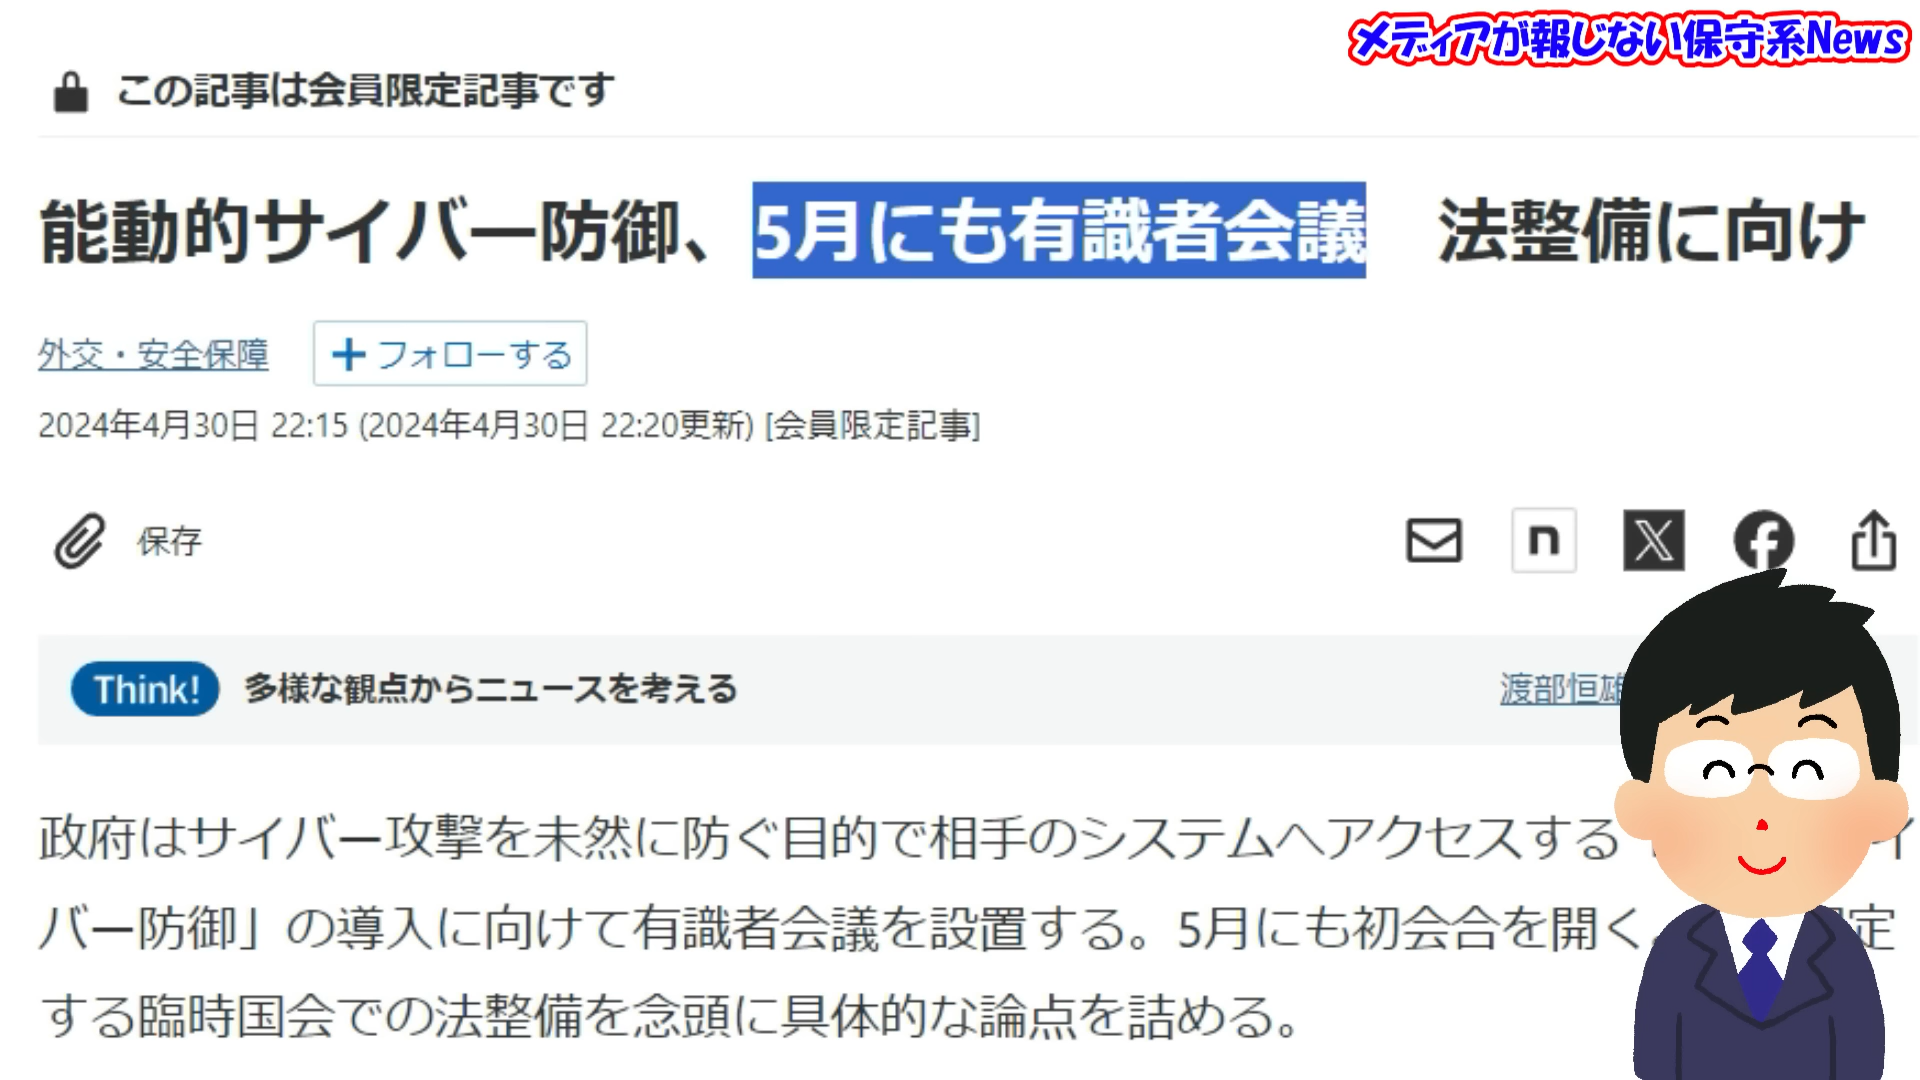 メディアが報じない保守系News
この記事は会員限定記事です
能動的サイバー防御、5月にも有識者会議　法整備に向け
外交・安全保障
+フォローする
2024年4月30日 22:15 (2024年4月30日 22:20更新) [会員限定記事]
保存
n
Think! 多様な観点からニュースを考える
渡部恒雄
政府はサイバー攻撃を未然に防ぐ目的で相手のシステムへアクセスする イ
バー防御」の導入に向けて有識者会議を設置する。5月にも初会合を開く 定
する臨時国会での法整備を念頭に具体的な論点を詰める。